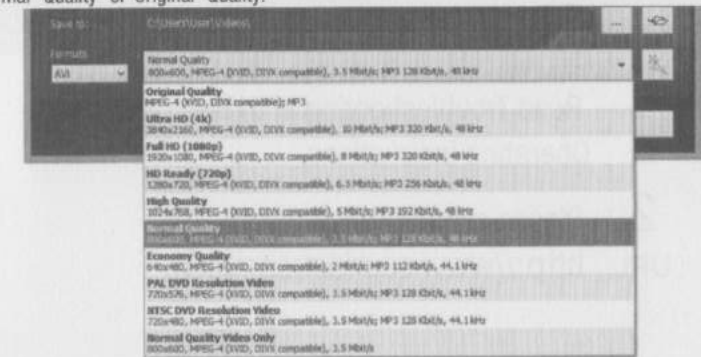 Normal Quality or Original Quality.
Save to:
C:\Users\User\Videos\
...
Formats
AVI
Normal Quality
800x600, MPEG-4 (XVID, DIVX compatible), 3.5 Mbit/s; MP3 128 Kbit/s, 48 kHz
Original Quality
MPEG-4 (XVID, DIVX compatible); MP3
Ultra HD (4k)
3840x2160, MPEG-4 (XVID, DIVX compatible), 10 Mbit/s; MP3 320 Kbit/s, 48 kHz
Full HD (1080p)
1920x1080, MPEG-4 (XVID, DIVX compatible), 8 Mbit/s; MP3 320 Kbit/s, 48 kHz
HD Ready (720p)
1280x720, MPEG-4 (XVID, DIVX compatible), 6.5 Mbit/s; MP3 256 Kbit/s, 48 kHz
High Quality
1024x768, MPEG-4 (XVID, DIVX compatible), 5 Mbit/s; MP3 192 Kbit/s, 48 kHz
Normal Quality
800x600, MPEG-4 (XVID, DIVX compatible), 3.5 Mbit/s; MP3 128 Kbit/s, 48 kHz
Economy Quality
640x480, MPEG-4 (XVID, DIVX compatible), 2 Mbit/s; MP3 112 Kbit/s, 44.1 kHz
PAL DVD Resolution Video
720x576, MPEG-4 (XVID, DIVX compatible), 3.5 Mbit/s; MP3 128 Kbit/s, 44.1 kHz
NTSC DVD Resolution Video
720x480, MPEG-4 (XVID, DIVX compatible), 3.5 Mbit/s; MP3 128 Kbit/s, 44.1 kHz
Normal Quality Video Only
800x600, MPEG-4 (XVID, DIVX compatible), 3.5 Mbit/s